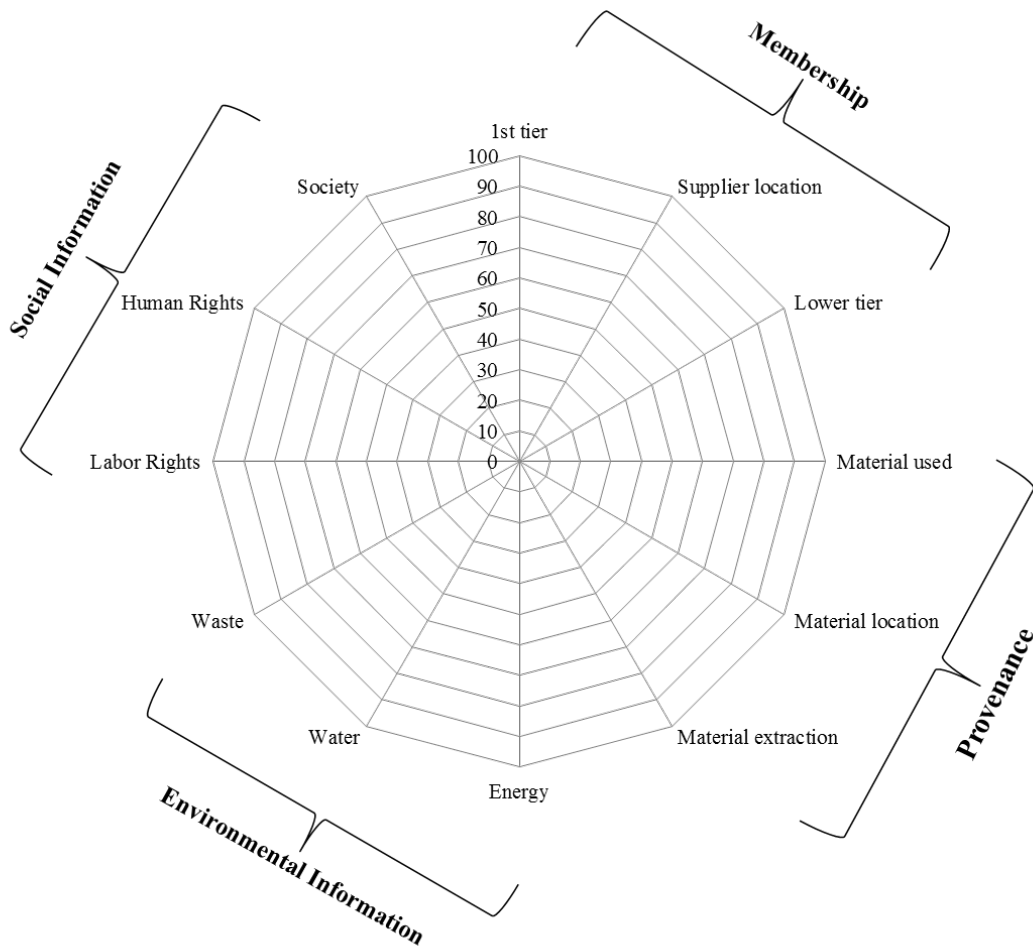 Membership
1st tier
100
Society
Supplier location
90
80
70
Social Information
60
Human Rights
Lower tier
50
40
30
20
10
Labor Rights
0
Material used
Waste
Material location
Provenance
Water
Material extraction
Energy
Environmental Information